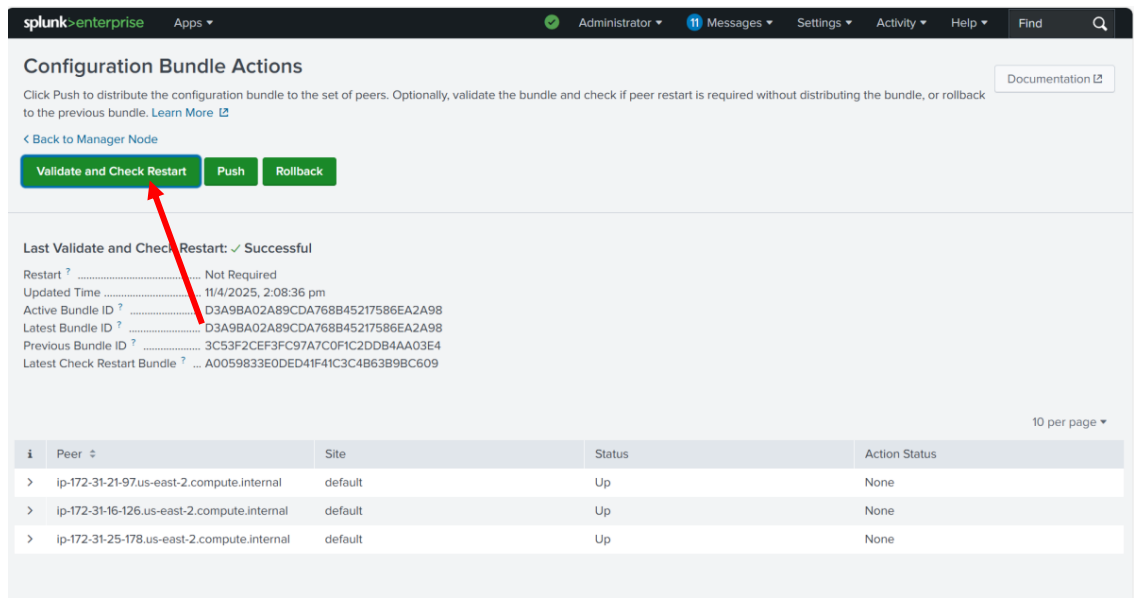 splunk>enterprise Apps Administrator 11 Messages Settings Activity Help Find
Configuration Bundle Actions
Documentation
Click Push to distribute the configuration bundle to the set of peers. Optionally, validate the bundle and check if peer restart is required without distributing the bundle, or rollback
to the previous bundle. Learn More
< Back to Manager Node
Validate and Check Restart Push Rollback
Last Validate and Check Restart: ✓ Successful
Restart ? ........................................ Not Required
Updated Time ................................ 11/4/2025, 2:08:36 pm
Active Bundle ID ? ....................... D3A9BA02A89CDA768B45217586EA2A98
Latest Bundle ID ? ........................ D3A9BA02A89CDA768B45217586EA2A98
Previous Bundle ID ? ................... 3C53F2CEF3FC97A7C0F1C2DDB4AA03E4
Latest Check Restart Bundle ? ... A0059833E0DED41F41C3C4B63B9BC609
10 per page
i Peer Site Status Action Status
> ip-172-31-21-97.us-east-2.compute.internal default Up None
> ip-172-31-16-126.us-east-2.compute.internal default Up None
> ip-172-31-25-178.us-east-2.compute.internal default Up None